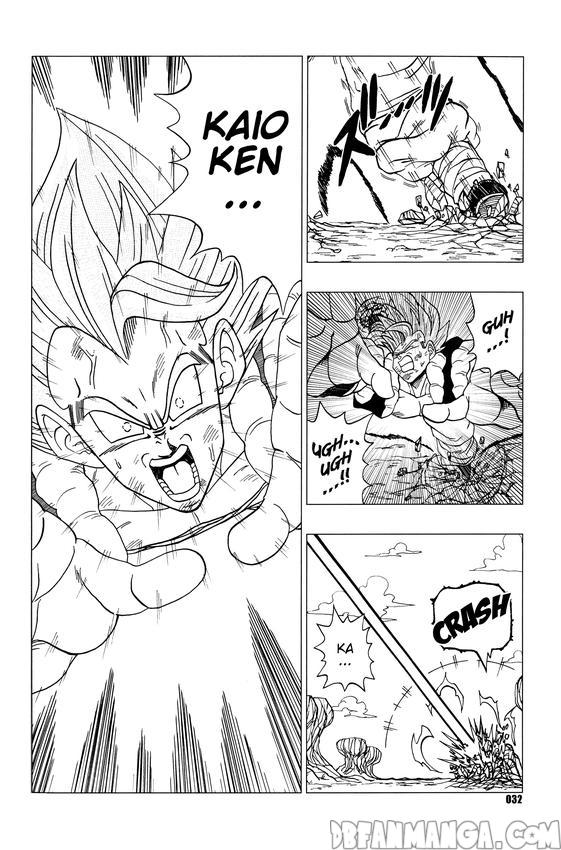 ズ……
GUH
...!
UGH...
UGH
...!!
CRASH
KA
...
KAIO
KEN
...
032
DBFANMANGA.COM